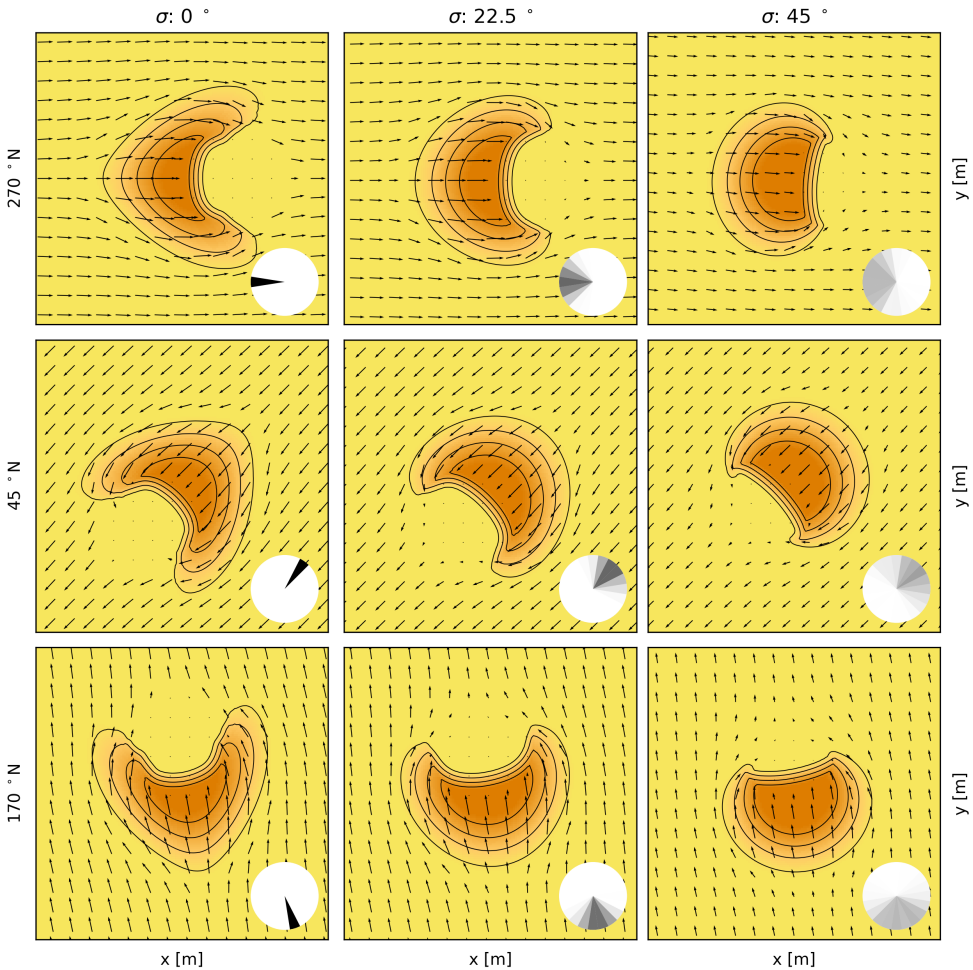 σ: 0 °
σ: 22.5 °
σ: 45 °
270 ° N
y [m]
45 ° N
y [m]
170 ° N
y [m]
x [m]
x [m]
x [m]